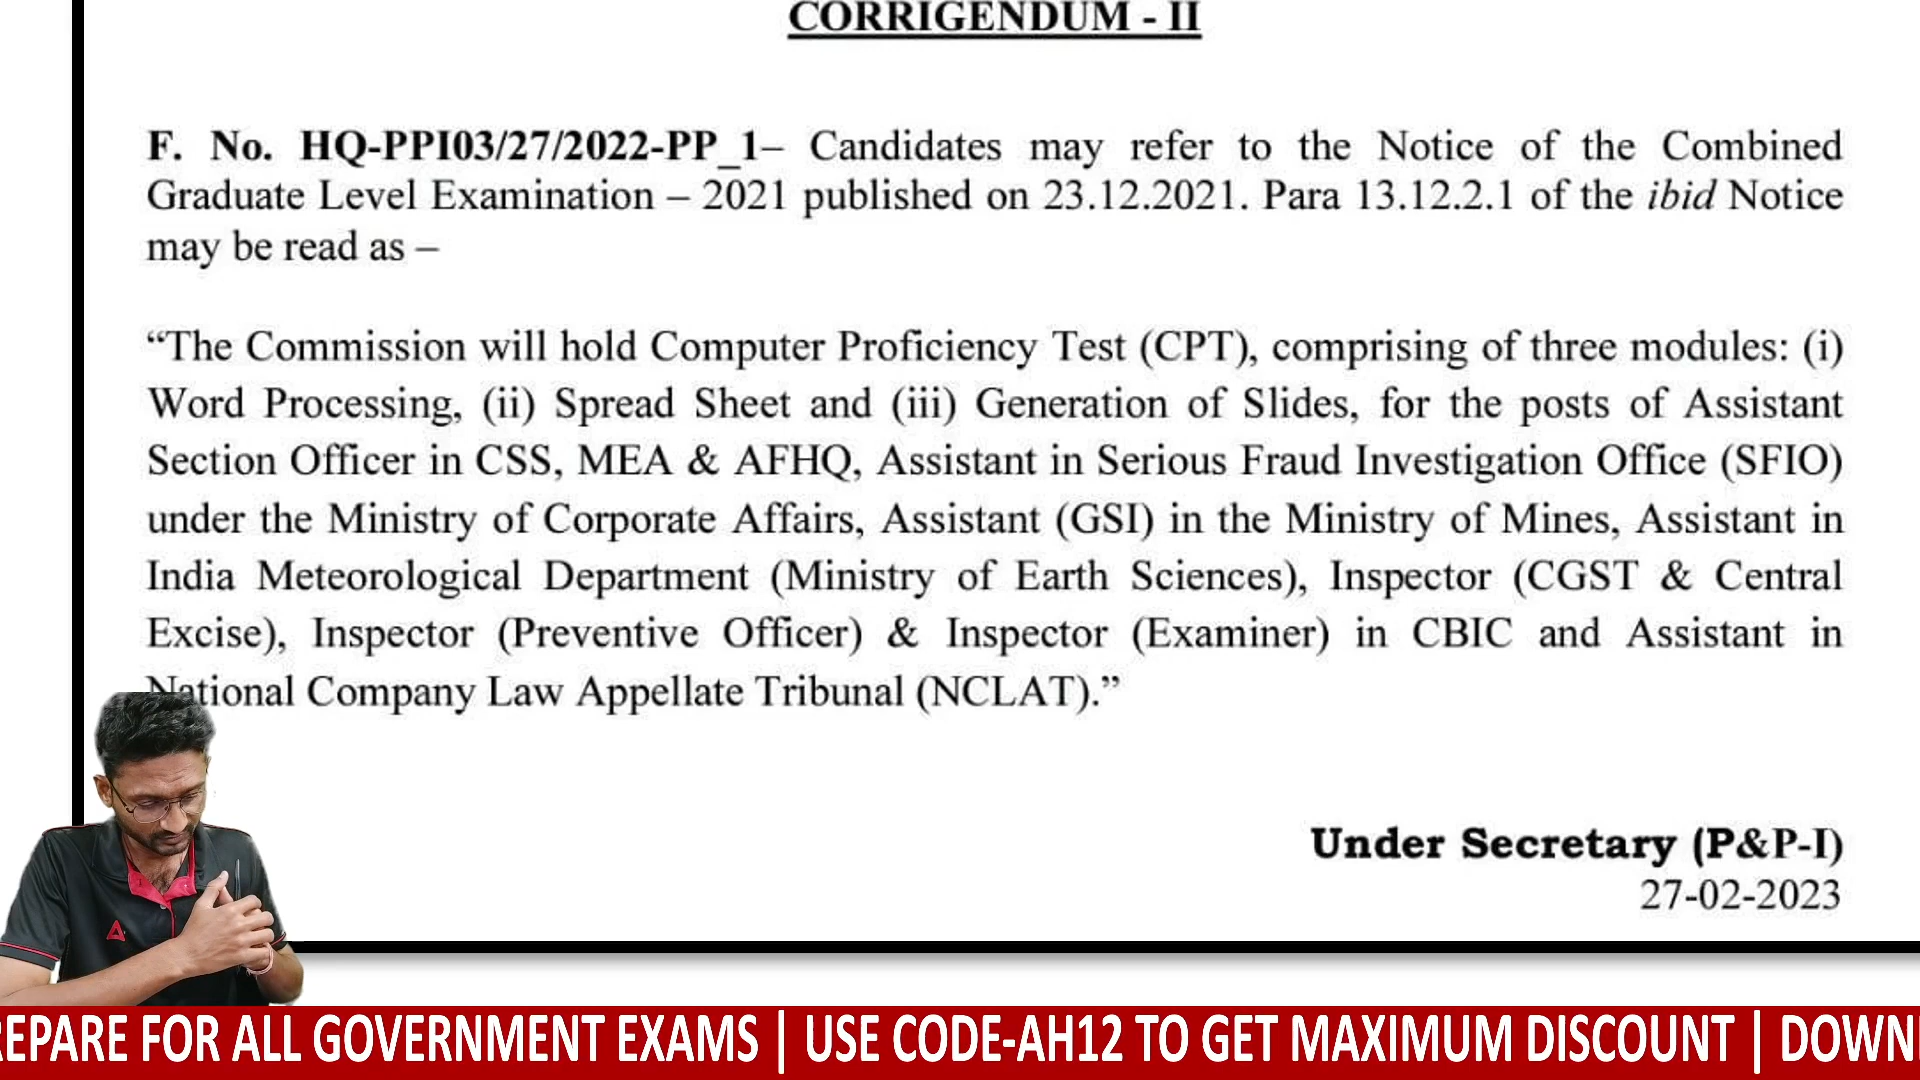 CORRIGENDUM - II
F. No. HQ-PPI03/27/2022-PP_1– Candidates may refer to the Notice of the Combined
Graduate Level Examination – 2021 published on 23.12.2021. Para 13.12.2.1 of the ibid Notice
may be read as –
“The Commission will hold Computer Proficiency Test (CPT), comprising of three modules: (i)
Word Processing, (ii) Spread Sheet and (iii) Generation of Slides, for the posts of Assistant
Section Officer in CSS, MEA & AFHQ, Assistant in Serious Fraud Investigation Office (SFIO)
under the Ministry of Corporate Affairs, Assistant (GSI) in the Ministry of Mines, Assistant in
India Meteorological Department (Ministry of Earth Sciences), Inspector (CGST & Central
Excise), Inspector (Preventive Officer) & Inspector (Examiner) in CBIC and Assistant in
National Company Law Appellate Tribunal (NCLAT).”
Under Secretary (P&P-I)
27-02-2023
REPARE FOR ALL GOVERNMENT EXAMS | USE CODE-AH12 TO GET MAXIMUM DISCOUNT | DOWN